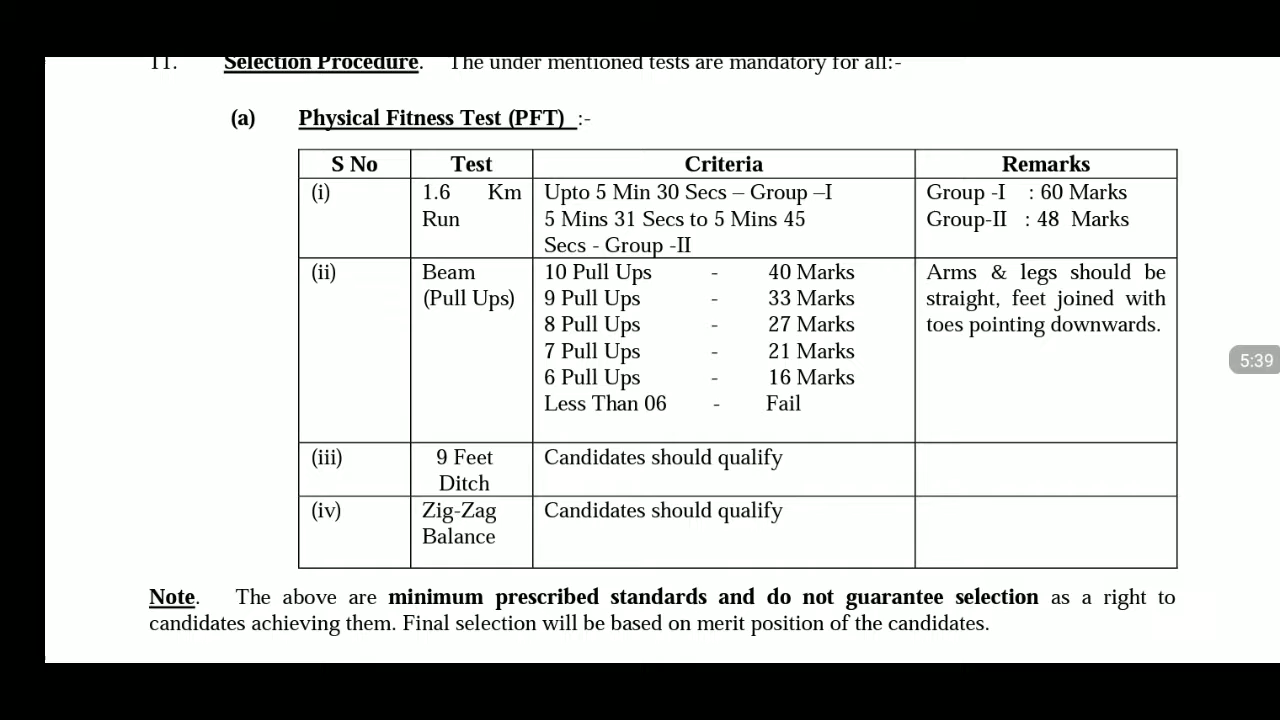 11. Selection Procedure. The under mentioned tests are mandatory for all:-
(a) Physical Fitness Test (PFT) :-
S No Test Criteria Remarks
(i) 1.6 Km Upto 5 Min 30 Secs – Group –I Group -I : 60 Marks
Run 5 Mins 31 Secs to 5 Mins 45 Group-II : 48 Marks
Secs - Group -II
(ii) Beam 10 Pull Ups - 40 Marks Arms & legs should be
(Pull Ups) 9 Pull Ups - 33 Marks straight, feet joined with
8 Pull Ups - 27 Marks toes pointing downwards.
7 Pull Ups - 21 Marks
6 Pull Ups - 16 Marks
Less Than 06 - Fail
(iii) 9 Feet Candidates should qualify
Ditch
(iv) Zig-Zag Candidates should qualify
Balance
Note. The above are minimum prescribed standards and do not guarantee selection as a right to
candidates achieving them. Final selection will be based on merit position of the candidates.
5:39